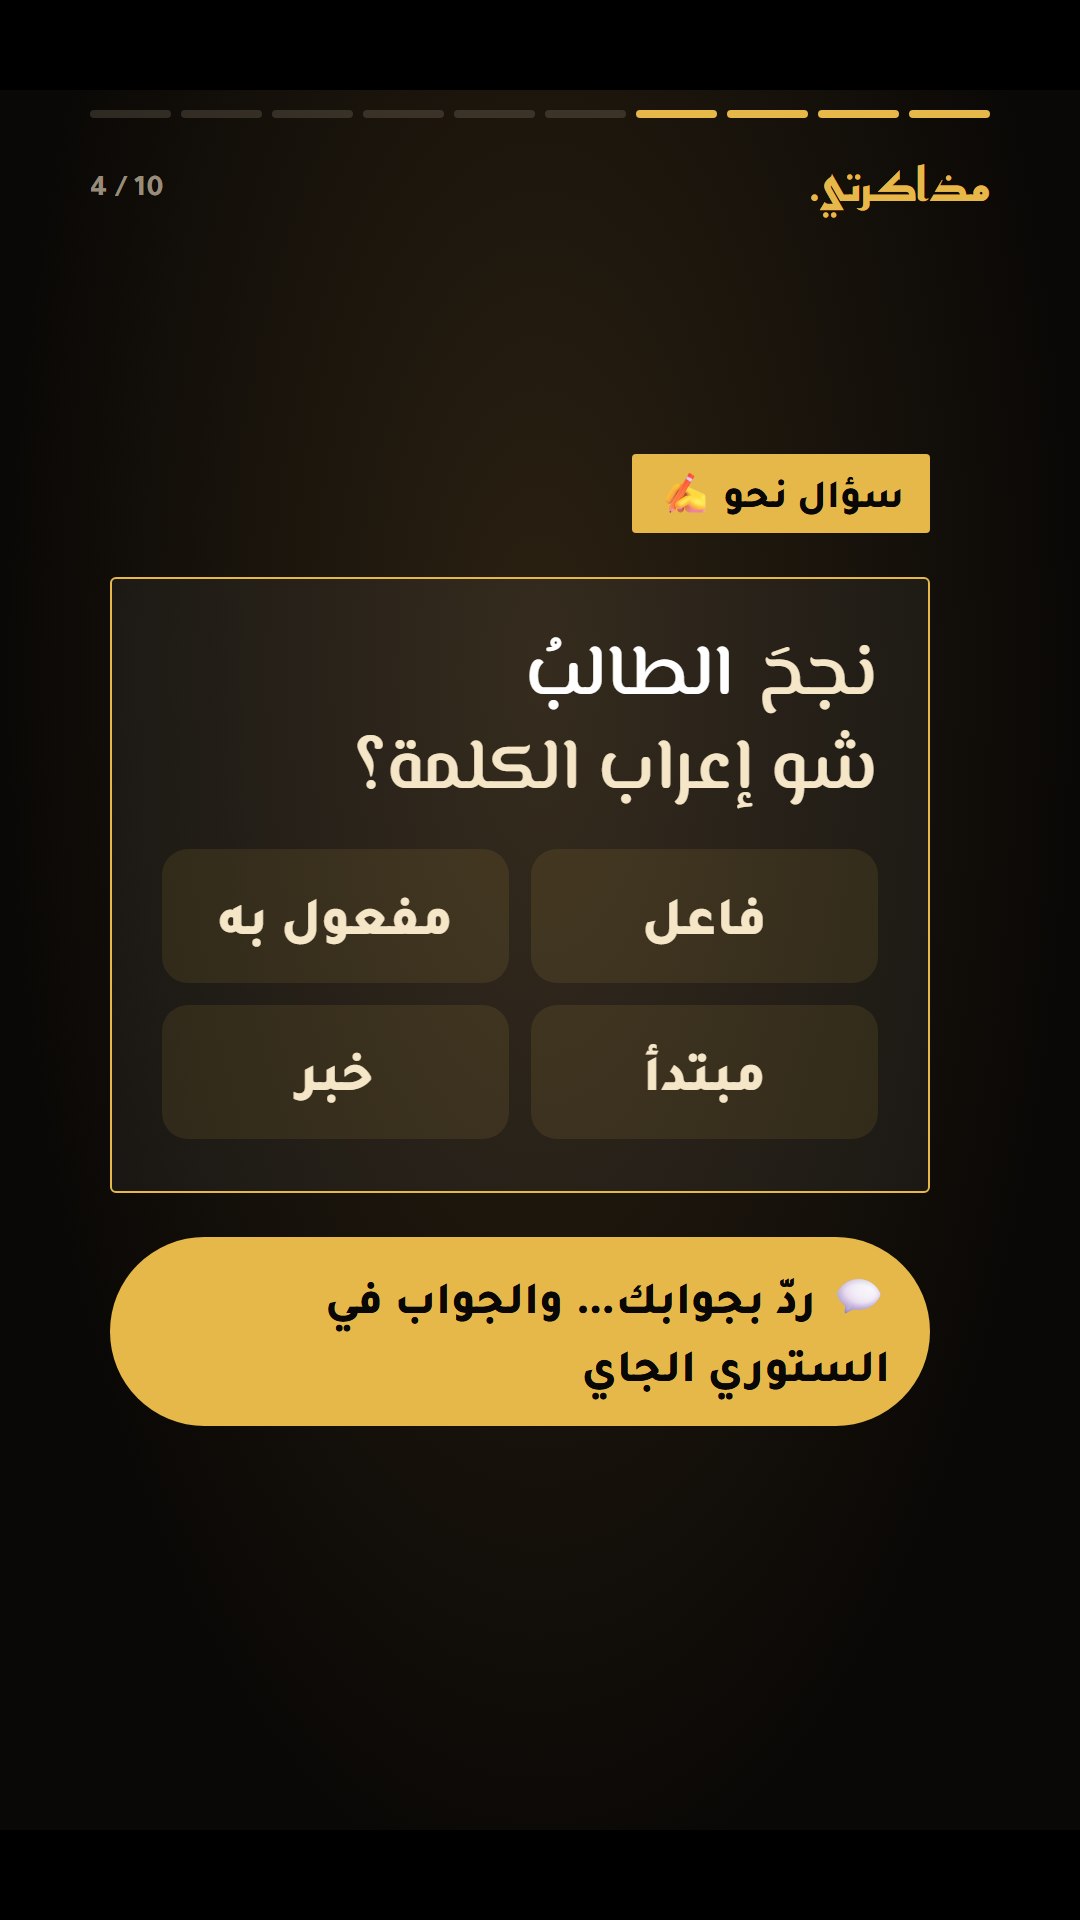 مذاكرتي.
4 / 10
سؤال نحو ✍️
نجحَ الطالبُ
شو إعراب الكلمة؟
فاعل
مفعول به
مبتدأ
خبر
💬 ردّ بجوابك... والجواب في
الستوري الجاي